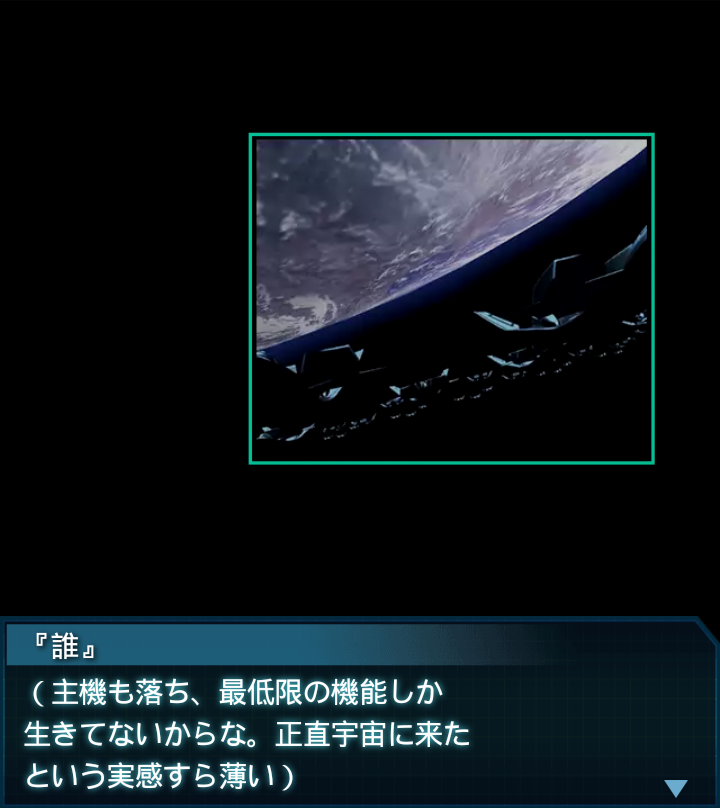 『誰』
（主機も落ち、最低限の機能しか
生きてないからな。正直宇宙に来た
という実感すら薄い）